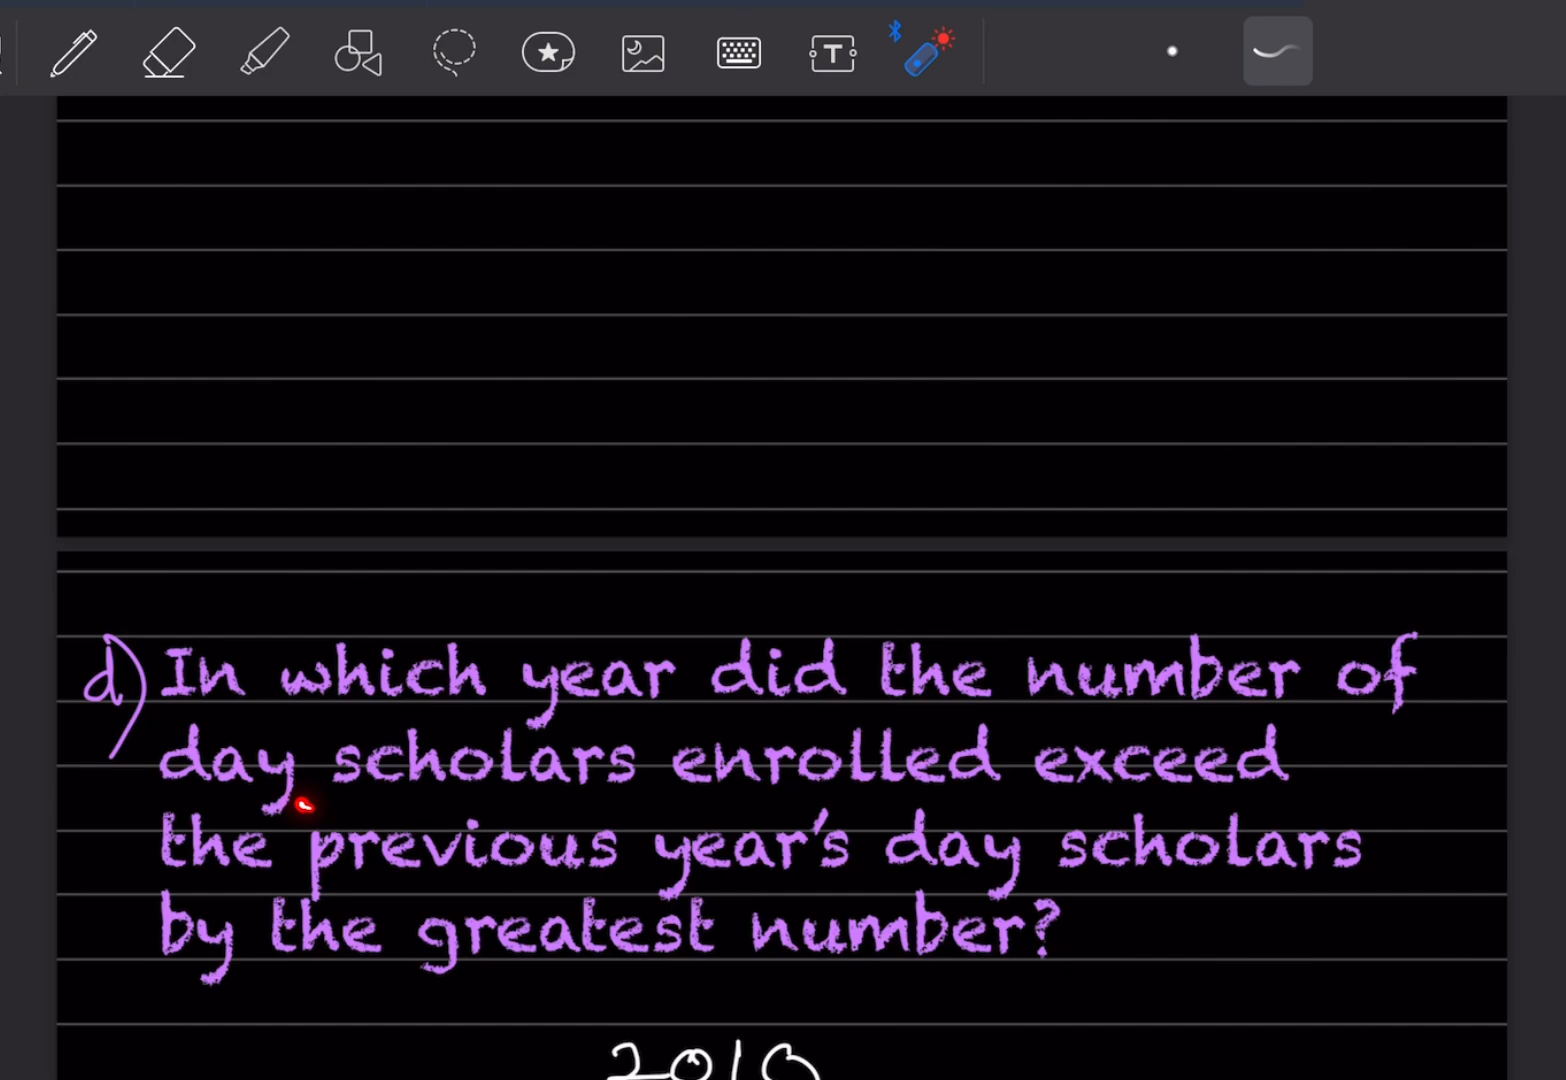 d) In which year did the number of
day scholars enrolled exceed
the previous year's day scholars
by the greatest number?